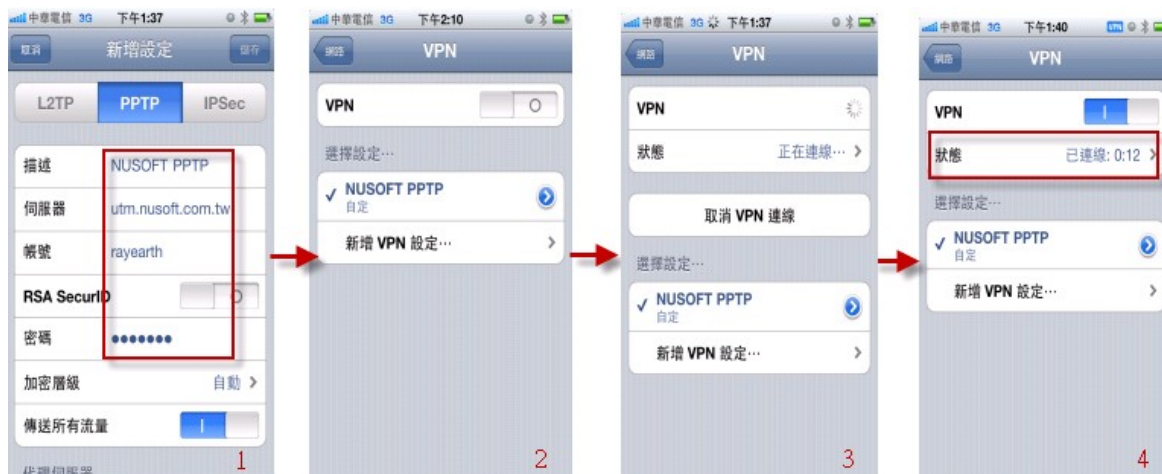 中華電信 3G 下午1:37
取消 新增設定 儲存
L2TP PPTP IPSec
描述 NUSOFT PPTP
伺服器 utm.nusoft.com.tw
帳號 rayearth
RSA SecurID
密碼 •••••••
加密層級 自動
傳送所有流量
代理伺服器
1
中華電信 3G 下午2:10
網路 VPN
VPN
選擇設定…
NUSOFT PPTP
自定
新增 VPN 設定…
2
中華電信 3G 下午1:37
網路 VPN
VPN
狀態 正在連線…
取消 VPN 連線
選擇設定…
NUSOFT PPTP
自定
新增 VPN 設定…
3
中華電信 3G 下午1:40 VPN
網路 VPN
VPN
狀態 已連線: 0:12
選擇設定…
NUSOFT PPTP
自定
新增 VPN 設定…
4